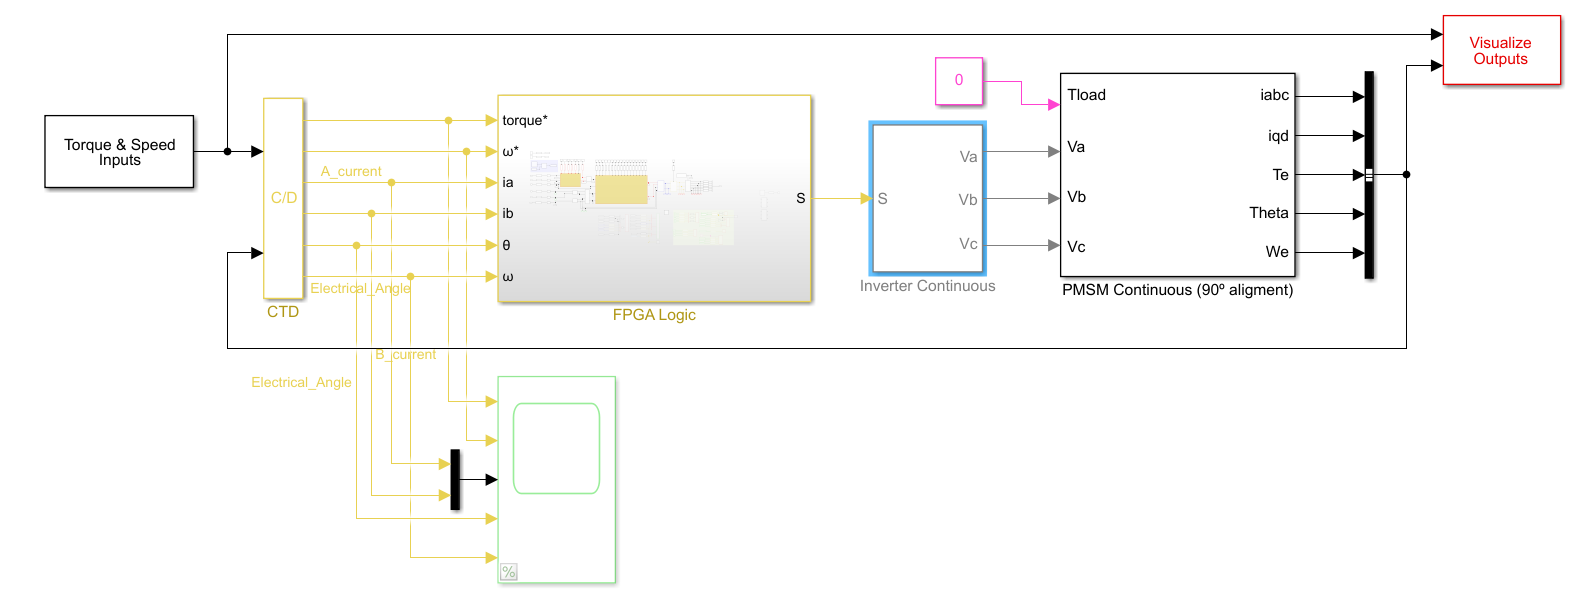 Visualize
Outputs
0
Torque & Speed
Inputs
C/D
CTD
A_current
Electrical_Angle
B_current
Electrical_Angle
torque*
ω*
ia
ib
θ
ω
S
FPGA Logic
S
Va
Vb
Vc
Inverter Continuous
Tload
Va
Vb
Vc
iabc
iqd
Te
Theta
We
PMSM Continuous (90º aligment)
%